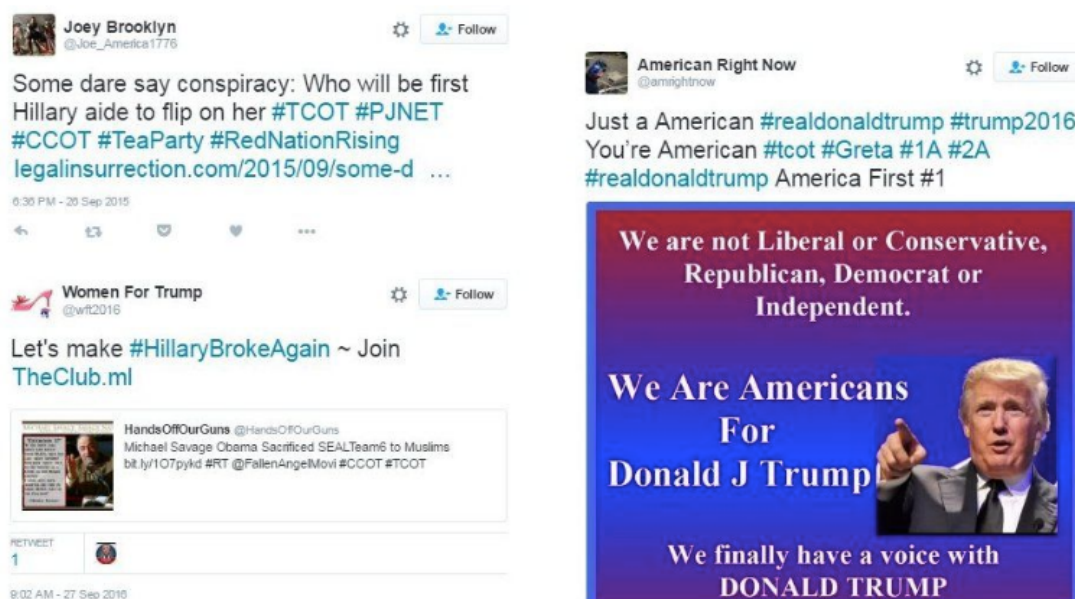 Joey Brooklyn
@Joe_America1776
Follow
Some dare say conspiracy: Who will be first
Hillary aide to flip on her #TCOT #PJNET
#CCOT #TeaParty #RedNationRising
legalinsurrection.com/2015/09/some-d ...
6:36 PM - 26 Sep 2015
Women For Trump
@wft2016
Follow
Let's make #HillaryBrokeAgain ~ Join
TheClub.ml
HandsOffOurGuns @HandsOffOurGuns
Michael Savage Obama Sacrificed SEALTeam6 to Muslims
bit.ly/1O7pykd #RT @FallenAngelMovi #CCOT #TCOT
RETWEET
1
9:02 AM - 27 Sep 2016
American Right Now
@amrightnow
Follow
Just a American #realdonaldtrump #trump2016
You're American #tcot #Greta #1A #2A
#realdonaldtrump America First #1
We are not Liberal or Conservative,
Republican, Democrat or
Independent.
We Are Americans
For
Donald J Trump
We finally have a voice with
DONALD TRUMP